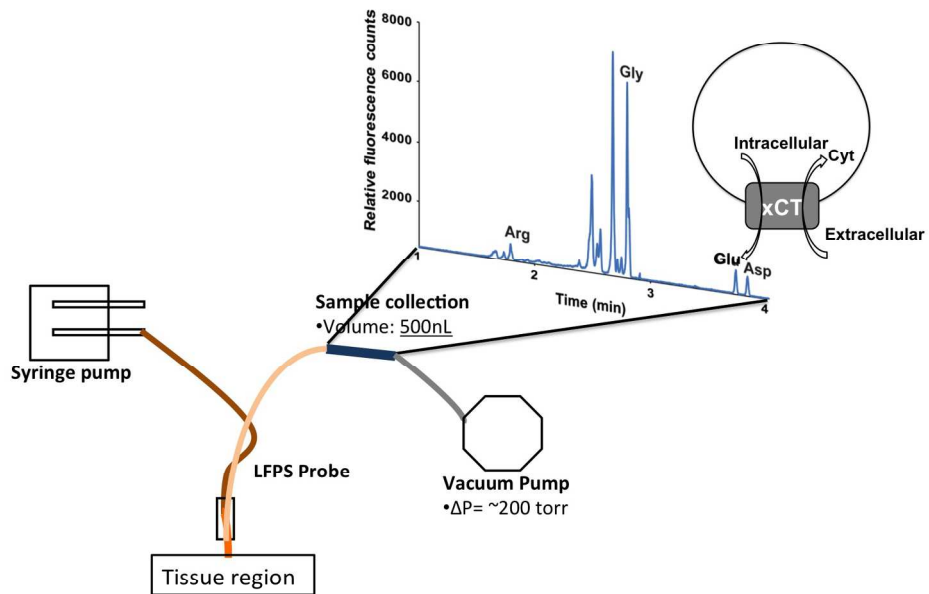 8000
6000
4000
2000
Relative fluorescence counts
Arg
Gly
Glu
Asp
1
2
3
4
Time (min)
Intracellular
Cyt
xCT
Extracellular
Sample collection
•Volume: 500nL
Syringe pump
LFPS Probe
Vacuum Pump
•ΔP= ~200 torr
Tissue region